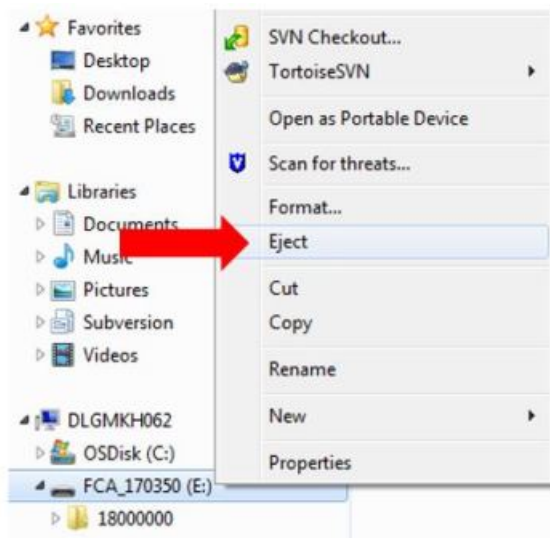 Favorites
Desktop
Downloads
Recent Places
Libraries
Documents
Music
Pictures
Subversion
Videos
DLGMKH062
OSDisk (C:)
FCA_170350 (E:)
18000000
SVN Checkout...
TortoiseSVN
Open as Portable Device
Scan for threats...
Format...
Eject
Cut
Copy
Rename
New
Properties